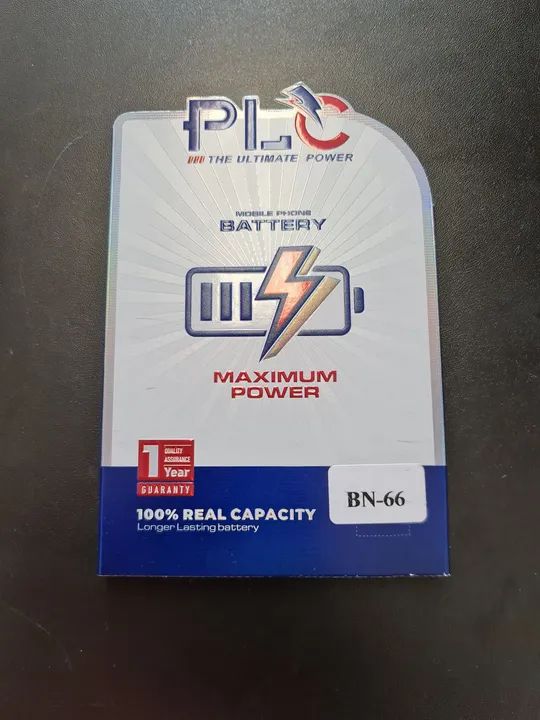 PLC
THE ULTIMATE POWER
MOBILE PHONE
BATTERY
MAXIMUM
POWER
1
QUALITY
ASSURANCE
Year
GUARANTY
100% REAL CAPACITY
Longer Lasting battery
BN-66